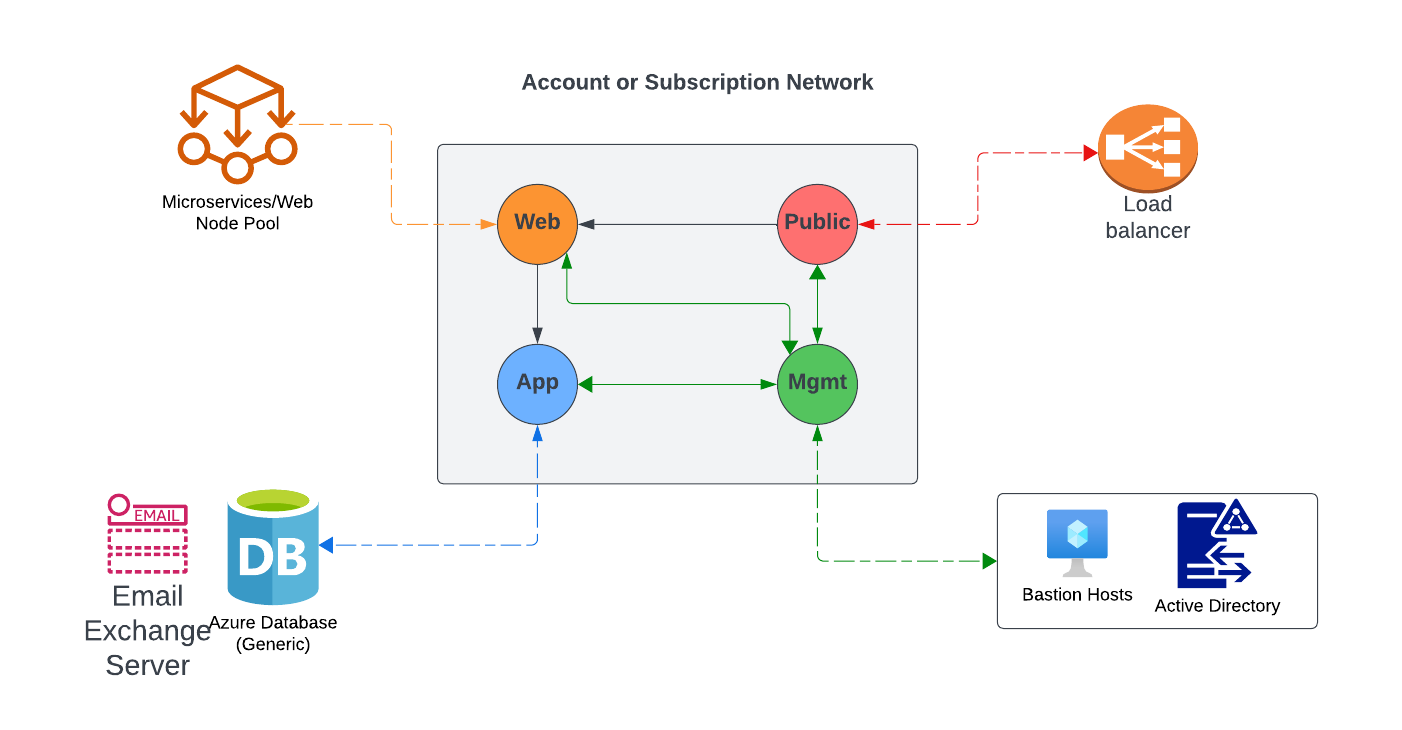 Account or Subscription Network
Microservices/Web
Node Pool
Load
balancer
Web
Public
App
Mgmt
EMAIL
Email
Exchange
Server
DB
Azure Database
(Generic)
Bastion Hosts
Active Directory